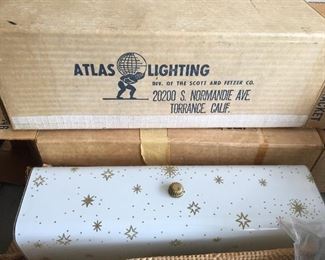 ATLAS LIGHTING
DIV. OF THE SCOTT AND FETZER CO.
20200 S. NORMANDIE AVE.
TORRANCE, CALIF.